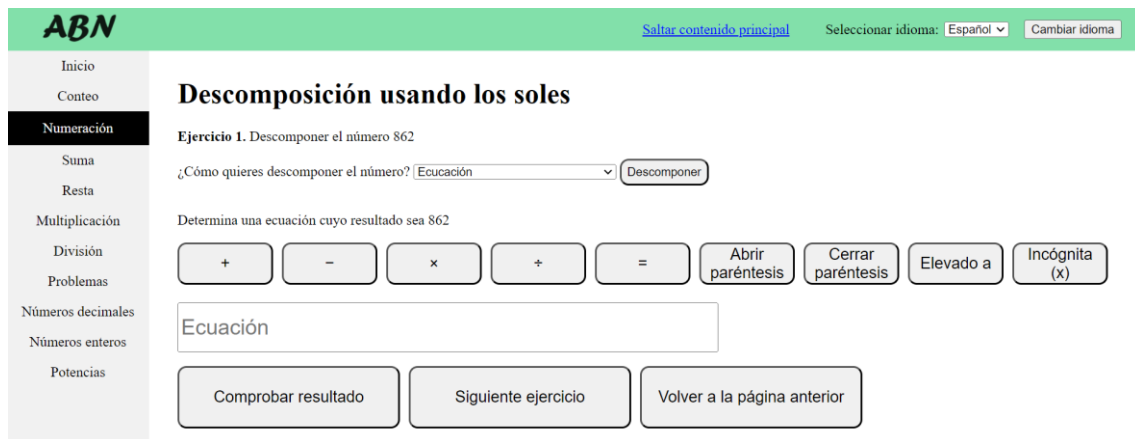 ABN
Saltar contenido principal
Seleccionar idioma: Español
Cambiar idioma
Inicio
Conteo
Numeración
Suma
Resta
Multiplicación
División
Problemas
Números decimales
Números enteros
Potencias
Descomposición usando los soles
Ejercicio 1. Descomponer el número 862
¿Cómo quieres descomponer el número? Ecucación Descomponer
Determina una ecuación cuyo resultado sea 862
+ − × ÷ =
Abrir
paréntesis
Cerrar
paréntesis
Elevado a
Incógnita
(x)
Ecuación
Comprobar resultado
Siguiente ejercicio
Volver a la página anterior